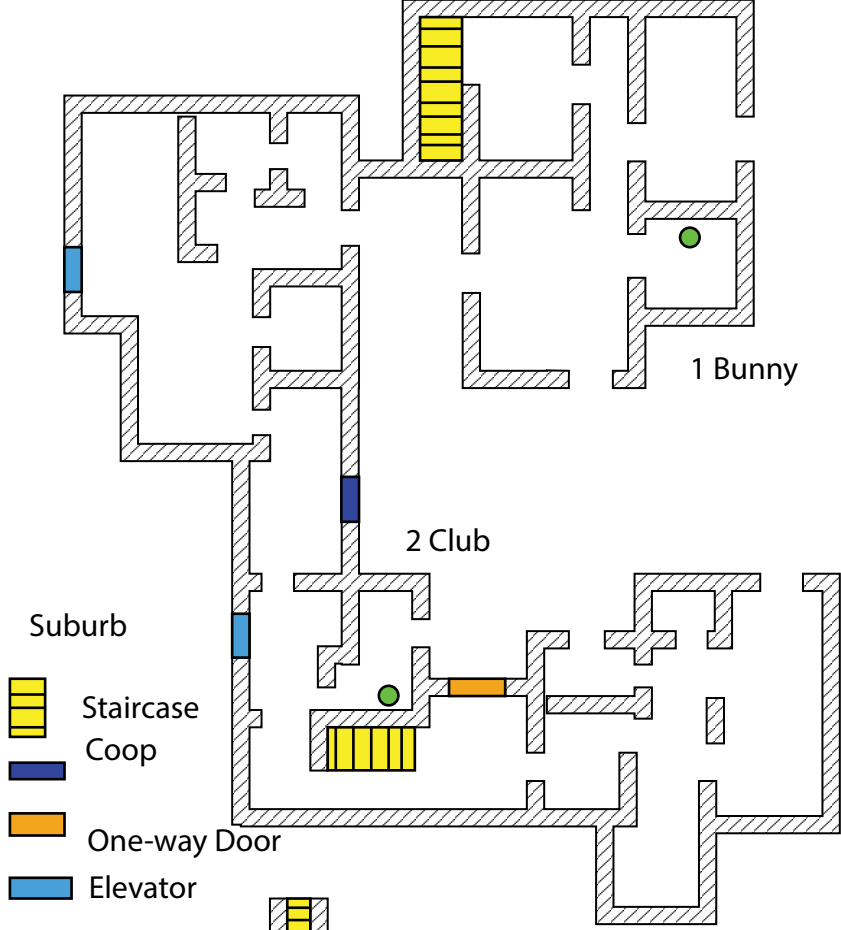 1 Bunny
2 Club
Suburb
Staircase
Coop
One-way Door
Elevator